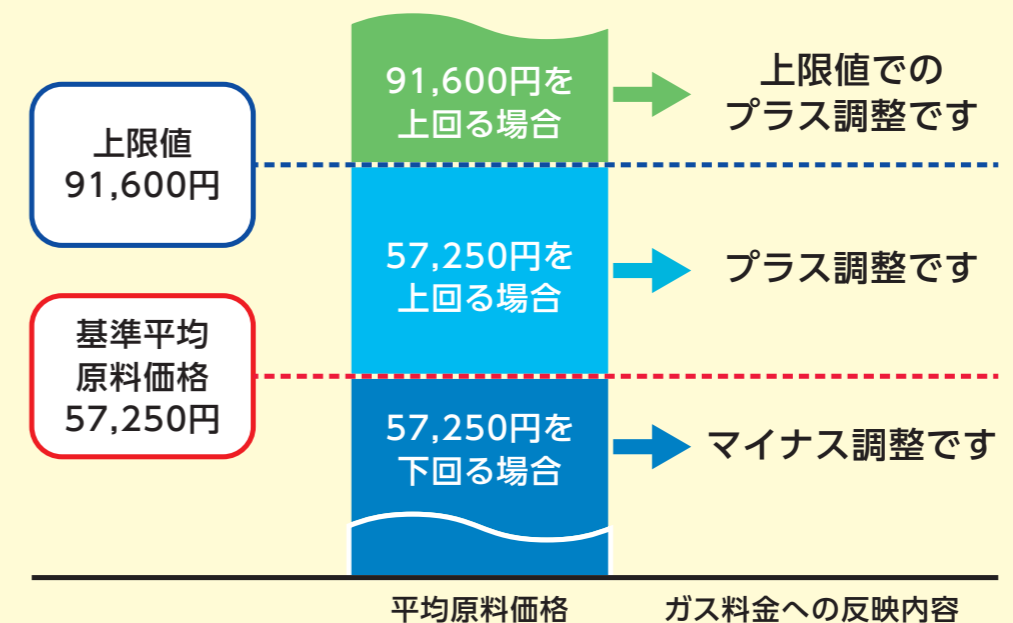 上限値
91,600円
基準平均
原料価格
57,250円
91,600円を
上回る場合
上限値での
プラス調整です
57,250円を
上回る場合
プラス調整です
57,250円を
下回る場合
マイナス調整です
平均原料価格
ガス料金への反映内容